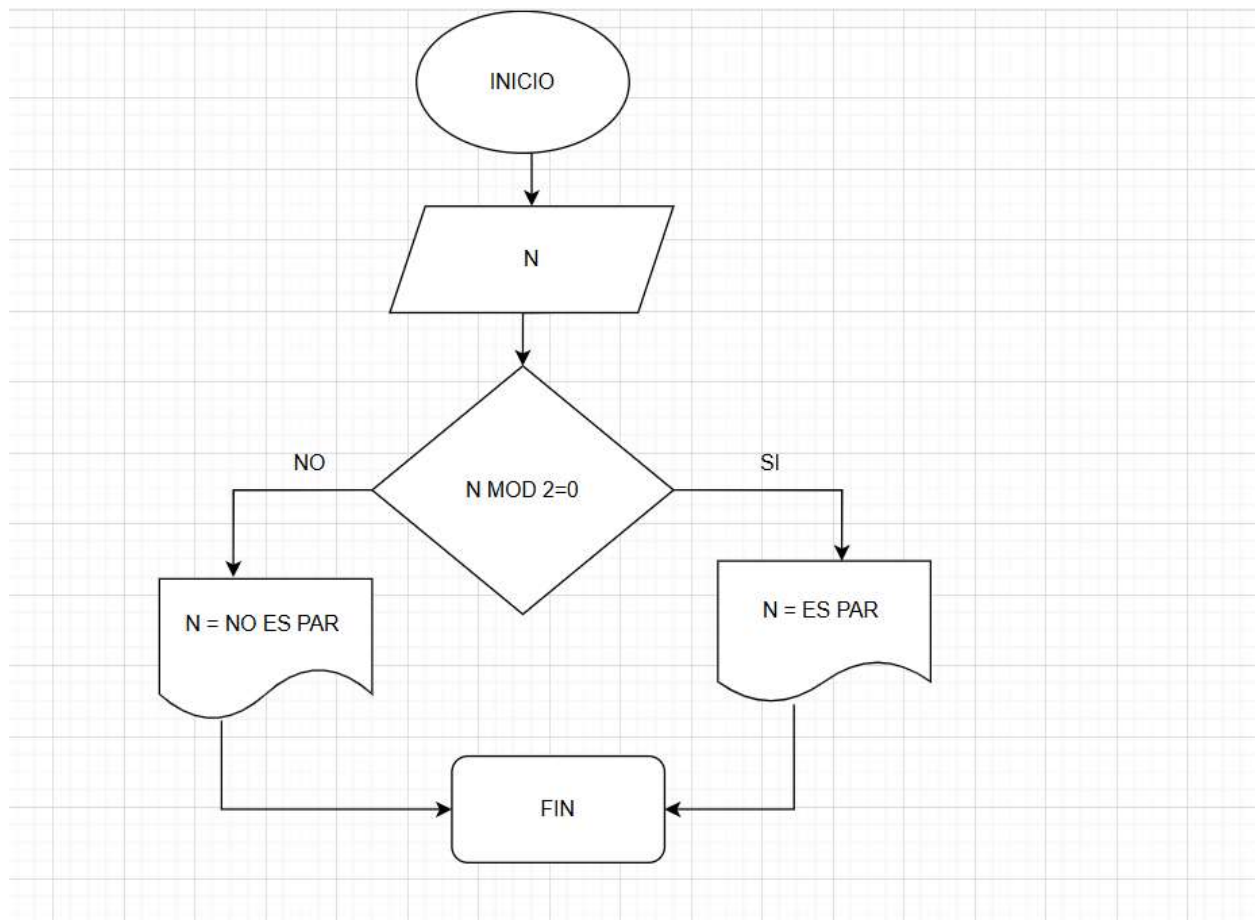 INICIO
N
NO
SI
N MOD 2=0
N = NO ES PAR
N = ES PAR
FIN